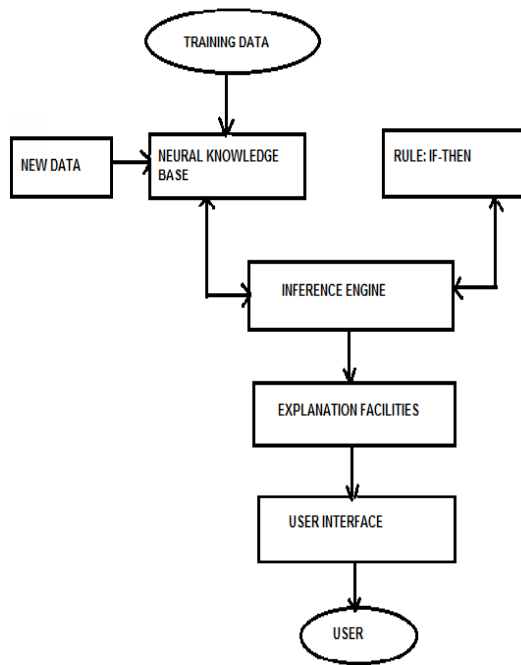 TRAINING DATA
NEW DATA
NEURAL KNOWLEDGE
BASE
RULE: IF-THEN
INFERENCE ENGINE
EXPLANATION FACILITIES
USER INTERFACE
USER